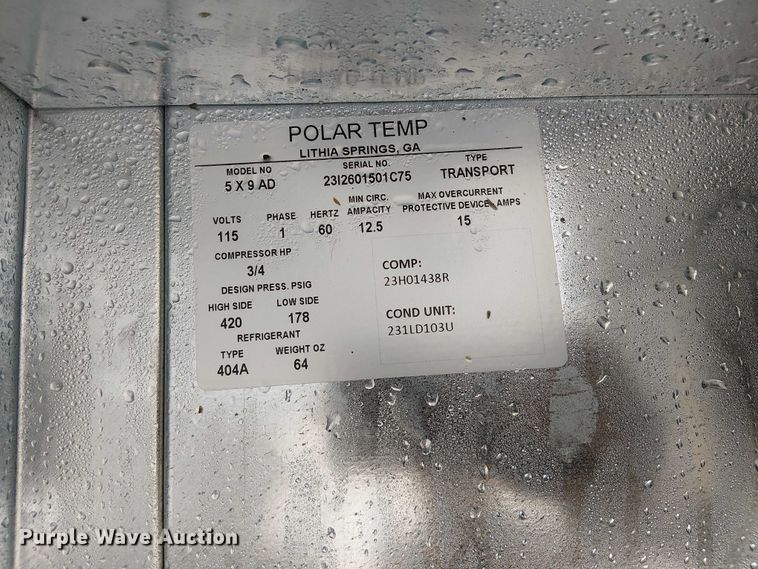 POLAR TEMP
LITHIA SPRINGS, GA
MODEL NO SERIAL NO. TYPE
5 X 9 AD 23I2601501C75 TRANSPORT
VOLTS PHASE HERTZ MIN CIRC. AMPACITY MAX OVERCURRENT PROTECTIVE DEVICE AMPS
115 1 60 12.5 15
COMPRESSOR HP
3/4
DESIGN PRESS. PSIG
HIGH SIDE LOW SIDE
420 178
REFRIGERANT
TYPE WEIGHT OZ
404A 64
COMP:
23H01438R
COND UNIT:
231LD103U
Purple Wave Auction